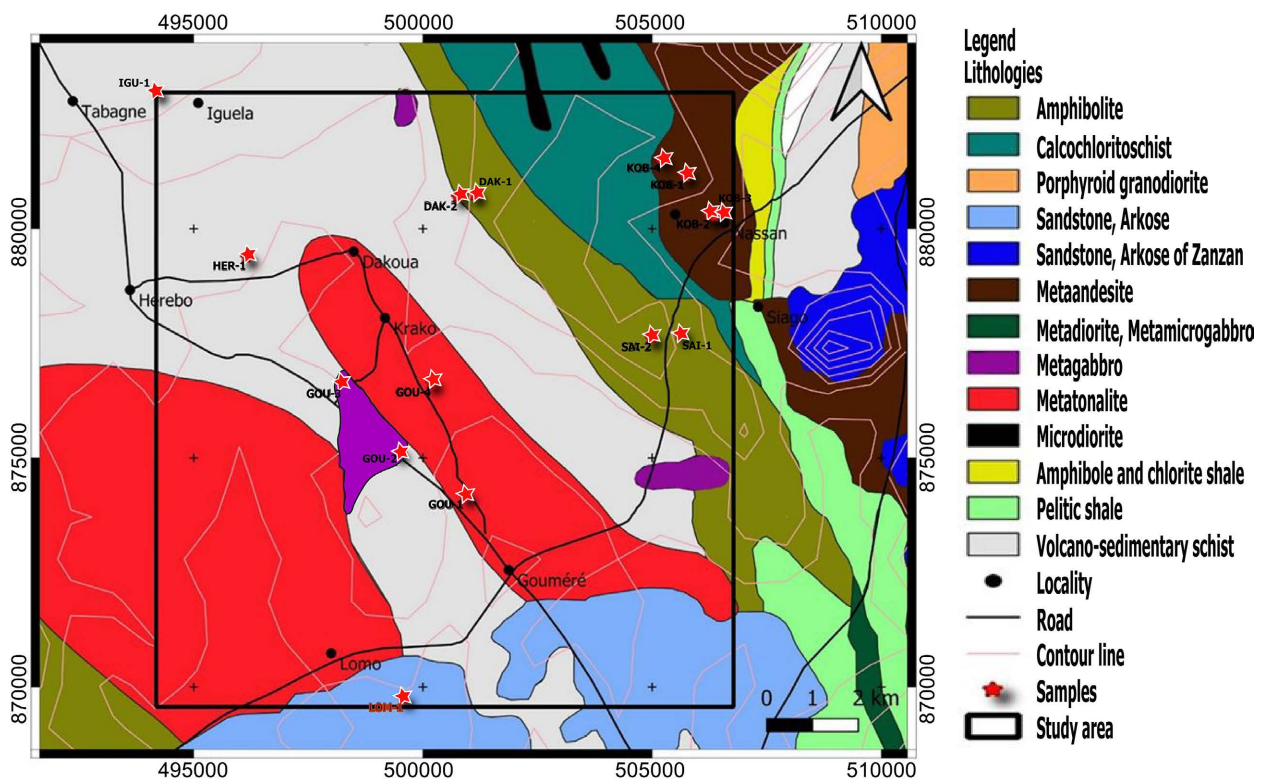 495000 500000 505000 510000
Legend
Lithologies
Amphibolite
Calcochloritoschist
Porphyroid granodiorite
Sandstone, Arkose
Sandstone, Arkose of Zanzan
Metaandesite
Metadiorite, Metamicrogabbro
Metagabbro
Metatonalite
Microdiorite
Amphibole and chlorite shale
Pelitic shale
Volcano-sedimentary schist
Locality
Road
Contour line
Samples
Study area
IGU-1
Tabagne
Iguela
KOB-4
KOB-1
DAK-1
DAK-2
KOB-3
KOB-2
Nassan
880000
880000
HER-1
Dakoua
Herebo
Siago
Krako
SAI-2
SAI-1
GOU-3
GOU-4
GOU-2
875000
875000
GOU-1
Gouméré
Lomo
870000
870000
LOM-1
0 1 2 km
495000 500000 505000 510000